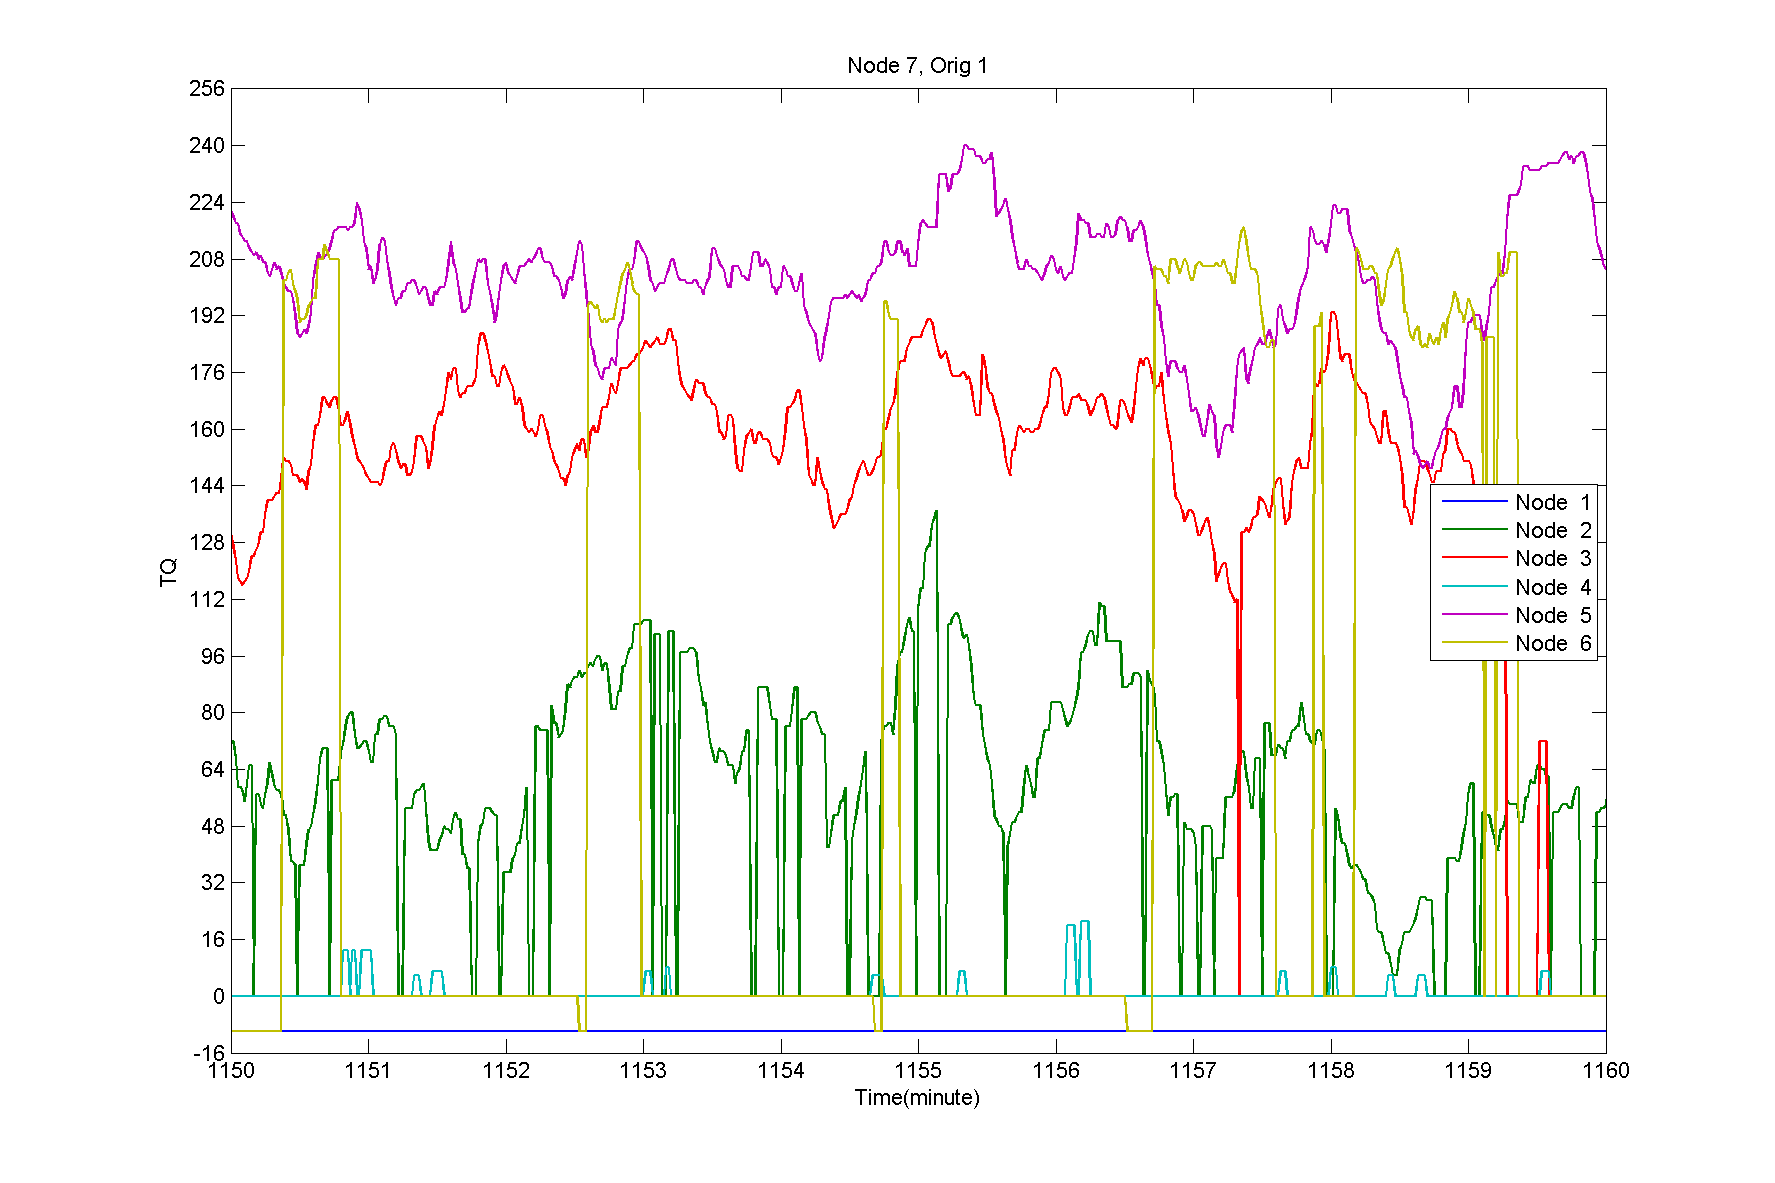 Node 7, Orig 1
256
240
224
208
192
176
160
144
128
112
96
80
64
48
32
16
0
-16
TQ
Node 1
Node 2
Node 3
Node 4
Node 5
Node 6
1150 1151 1152 1153 1154 1155 1156 1157 1158 1159 1160
Time(minute)